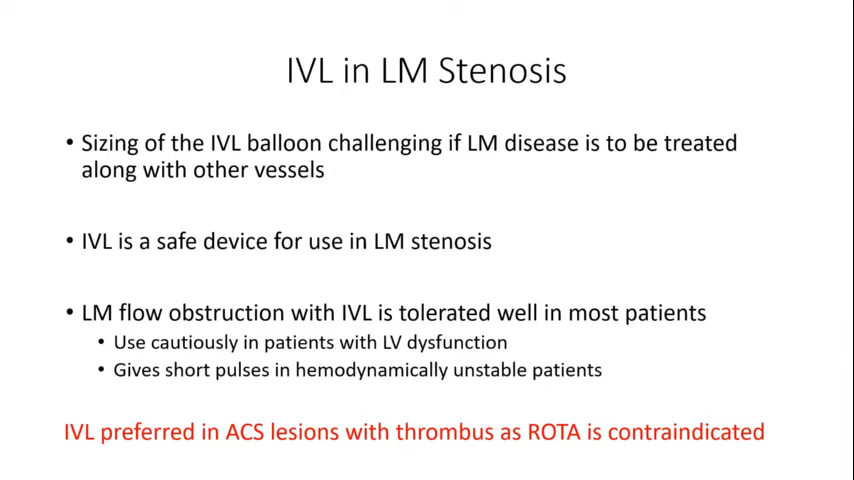 IVL in LM Stenosis
• Sizing of the IVL balloon challenging if LM disease is to be treated
along with other vessels
• IVL is a safe device for use in LM stenosis
• LM flow obstruction with IVL is tolerated well in most patients
• Use cautiously in patients with LV dysfunction
• Gives short pulses in hemodynamically unstable patients
IVL preferred in ACS lesions with thrombus as ROTA is contraindicated